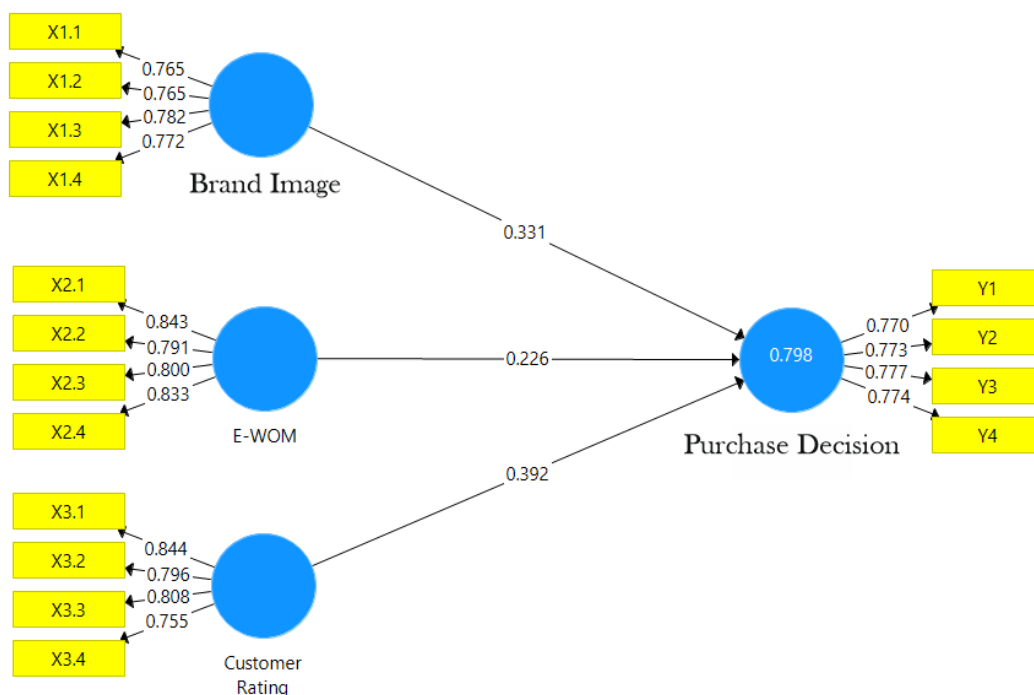 X1.1
0.765
X1.2
0.765
X1.3
0.782
0.772
X1.4
Brand Image
0.331
X2.1
0.843
X2.2
0.791
X2.3
0.800
0.833
X2.4
E-WOM
0.226
0.798
Purchase Decision
Y1
0.770
Y2
0.773
0.777
Y3
0.774
Y4
0.392
X3.1
0.844
X3.2
0.796
X3.3
0.808
0.755
X3.4
Customer
Rating